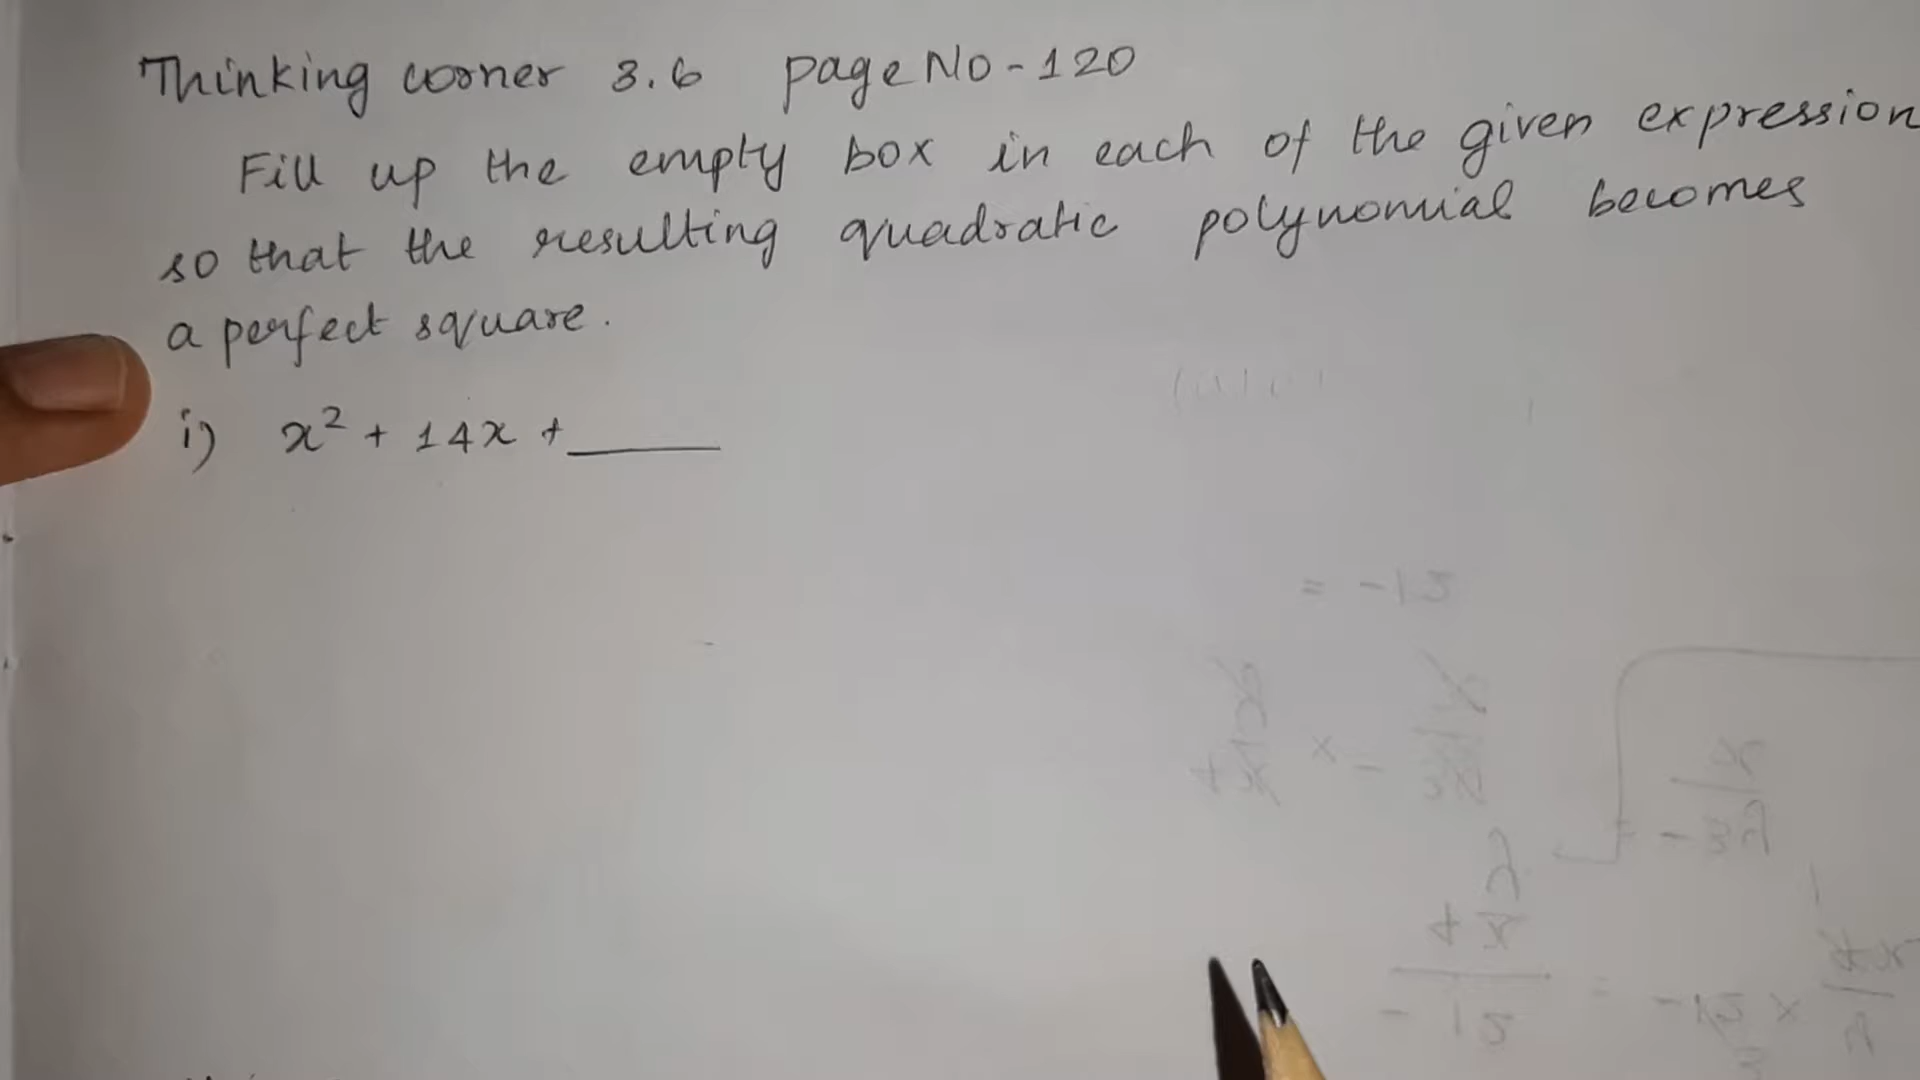 Thinking corner 3.6 page No - 120
Fill up the empty box in each of the given expression
so that the resulting quadratic polynomial becomes
a perfect square.
i) x² + 14x + ____
= -15